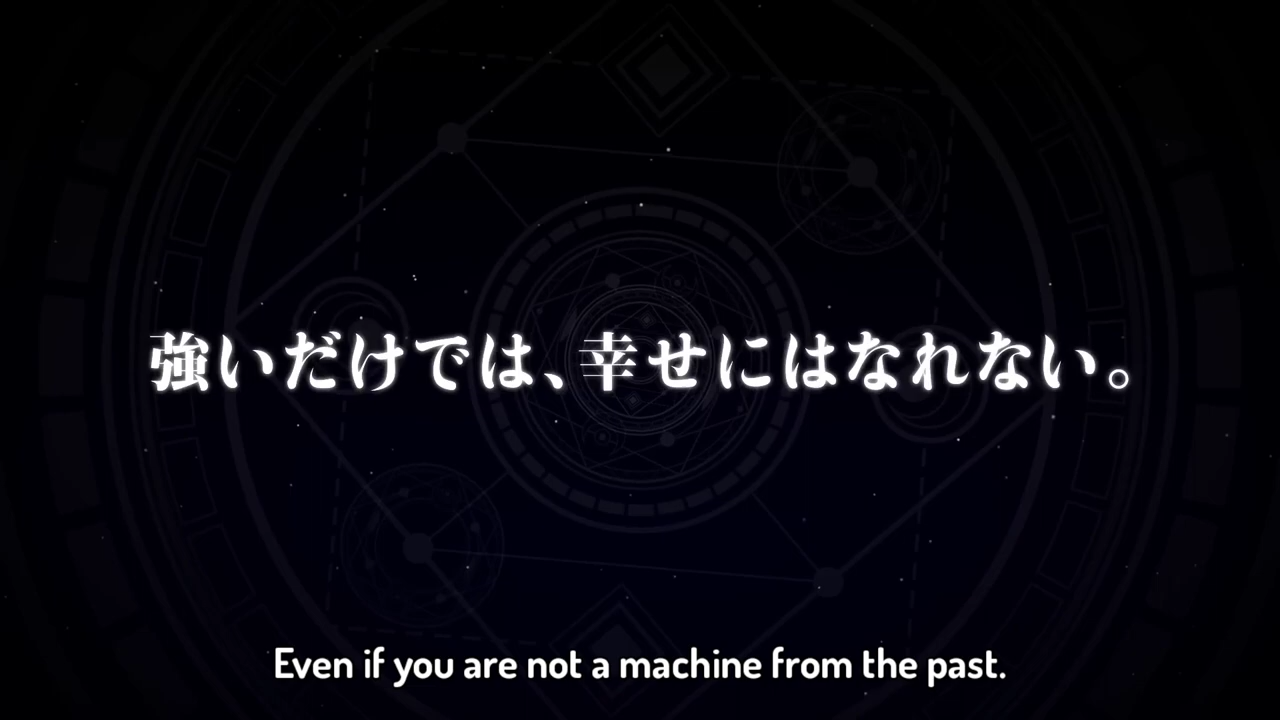 強いだけでは、幸せにはなれない。
Even if you are not a machine from the past.